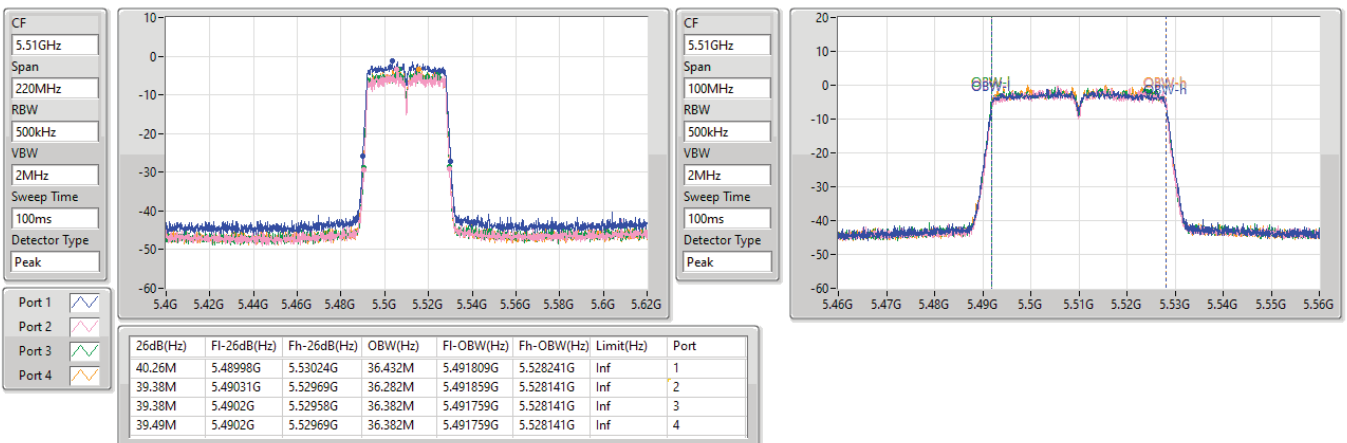 CF
5.51GHz
Span
220MHz
RBW
500kHz
VBW
2MHz
Sweep Time
100ms
Detector Type
Peak
10
0
-10
-20
-30
-40
-50
-60
5.4G 5.42G 5.44G 5.46G 5.48G 5.5G 5.52G 5.54G 5.56G 5.58G 5.6G 5.62G
CF
5.51GHz
Span
100MHz
RBW
500kHz
VBW
2MHz
Sweep Time
100ms
Detector Type
Peak
20
10
0
-10
-20
-30
-40
-50
-60
OBW-l
OBW-h
5.46G 5.47G 5.48G 5.49G 5.5G 5.51G 5.52G 5.53G 5.54G 5.55G 5.56G
Port 1
Port 2
Port 3
Port 4
26dB(Hz) Fl-26dB(Hz) Fh-26dB(Hz) OBW(Hz) Fl-OBW(Hz) Fh-OBW(Hz) Limit(Hz) Port
40.26M 5.48998G 5.53024G 36.432M 5.491809G 5.528241G Inf 1
39.38M 5.49031G 5.52969G 36.282M 5.491859G 5.528141G Inf 2
39.38M 5.4902G 5.52958G 36.382M 5.491759G 5.528141G Inf 3
39.49M 5.4902G 5.52969G 36.382M 5.491759G 5.528141G Inf 4